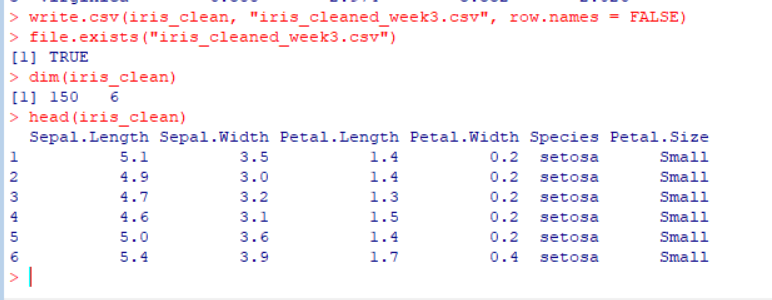 > write.csv(iris_clean, "iris_cleaned_week3.csv", row.names = FALSE)
> file.exists("iris_cleaned_week3.csv")
[1] TRUE
> dim(iris_clean)
[1] 150   6
> head(iris_clean)
  Sepal.Length Sepal.Width Petal.Length Petal.Width Species Petal.Size
1          5.1         3.5          1.4         0.2  setosa      Small
2          4.9         3.0          1.4         0.2  setosa      Small
3          4.7         3.2          1.3         0.2  setosa      Small
4          4.6         3.1          1.5         0.2  setosa      Small
5          5.0         3.6          1.4         0.2  setosa      Small
6          5.4         3.9          1.7         0.4  setosa      Small
>